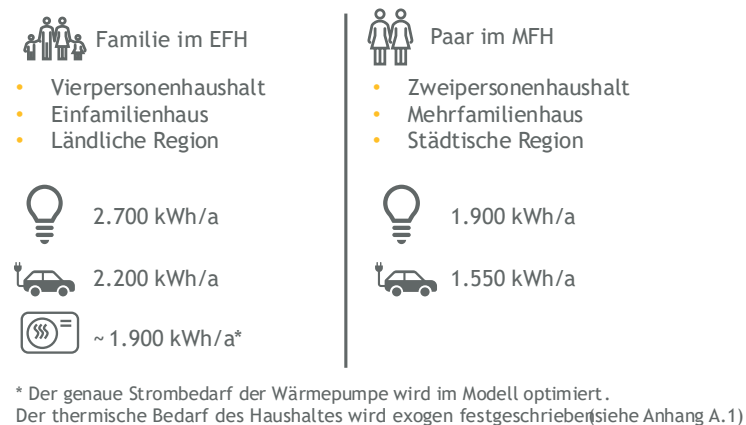 Familie im EFH
• Vierpersonenhaushalt
• Einfamilienhaus
• Ländliche Region
2.700 kWh/a
2.200 kWh/a
~ 1.900 kWh/a*
Paar im MFH
• Zweipersonenhaushalt
• Mehrfamilienhaus
• Städtische Region
1.900 kWh/a
1.550 kWh/a
* Der genaue Strombedarf der Wärmepumpe wird im Modell optimiert.
Der thermische Bedarf des Haushaltes wird exogen festgeschrieben(siehe Anhang A.1)